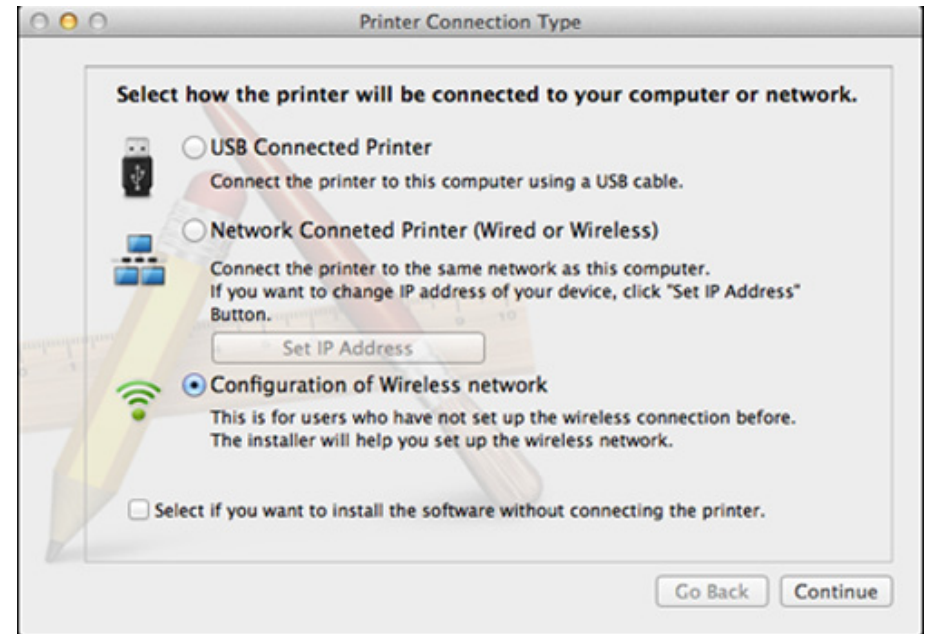 Printer Connection Type
Select how the printer will be connected to your computer or network.
USB Connected Printer
Connect the printer to this computer using a USB cable.
Network Conneted Printer (Wired or Wireless)
Connect the printer to the same network as this computer.
If you want to change IP address of your device, click "Set IP Address"
Button.
Set IP Address
Configuration of Wireless network
This is for users who have not set up the wireless connection before.
The installer will help you set up the wireless network.
Select if you want to install the software without connecting the printer.
Go Back Continue